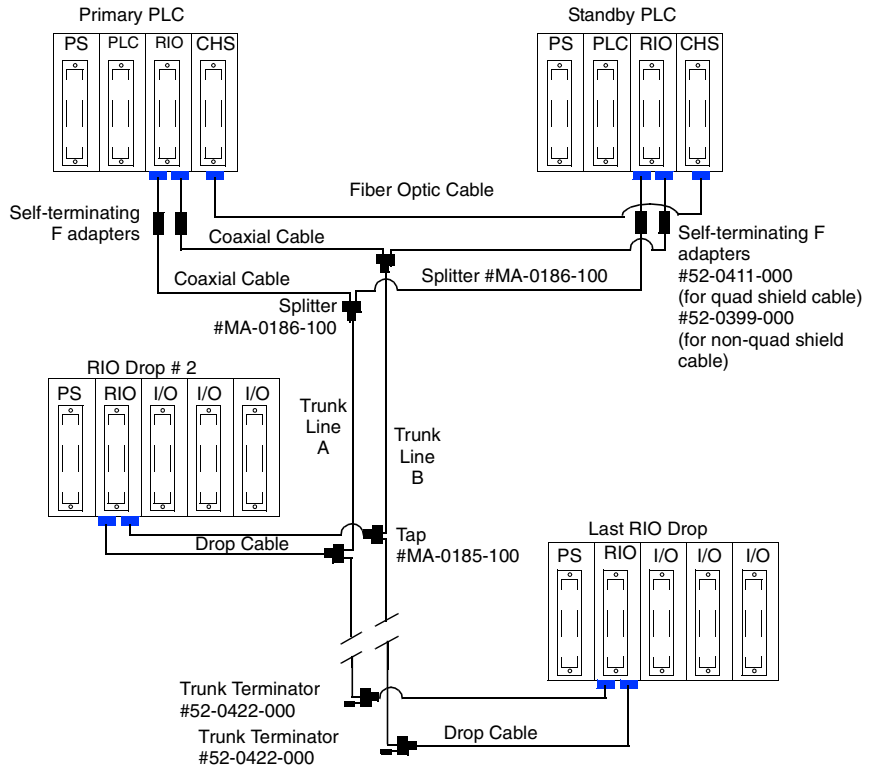 Primary PLC
PS PLC RIO CHS
Standby PLC
PS PLC RIO CHS
Fiber Optic Cable
Self-terminating
F adapters
Coaxial Cable
Coaxial Cable
Self-terminating F
adapters
#52-0411-000
(for quad shield cable)
#52-0399-000
(for non-quad shield
cable)
Splitter #MA-0186-100
Splitter
#MA-0186-100
RIO Drop # 2
PS RIO I/O I/O I/O
Trunk
Line
A
Trunk
Line
B
Drop Cable
Tap
#MA-0185-100
Last RIO Drop
PS RIO I/O I/O I/O
Trunk Terminator
#52-0422-000
Trunk Terminator
#52-0422-000
Drop Cable